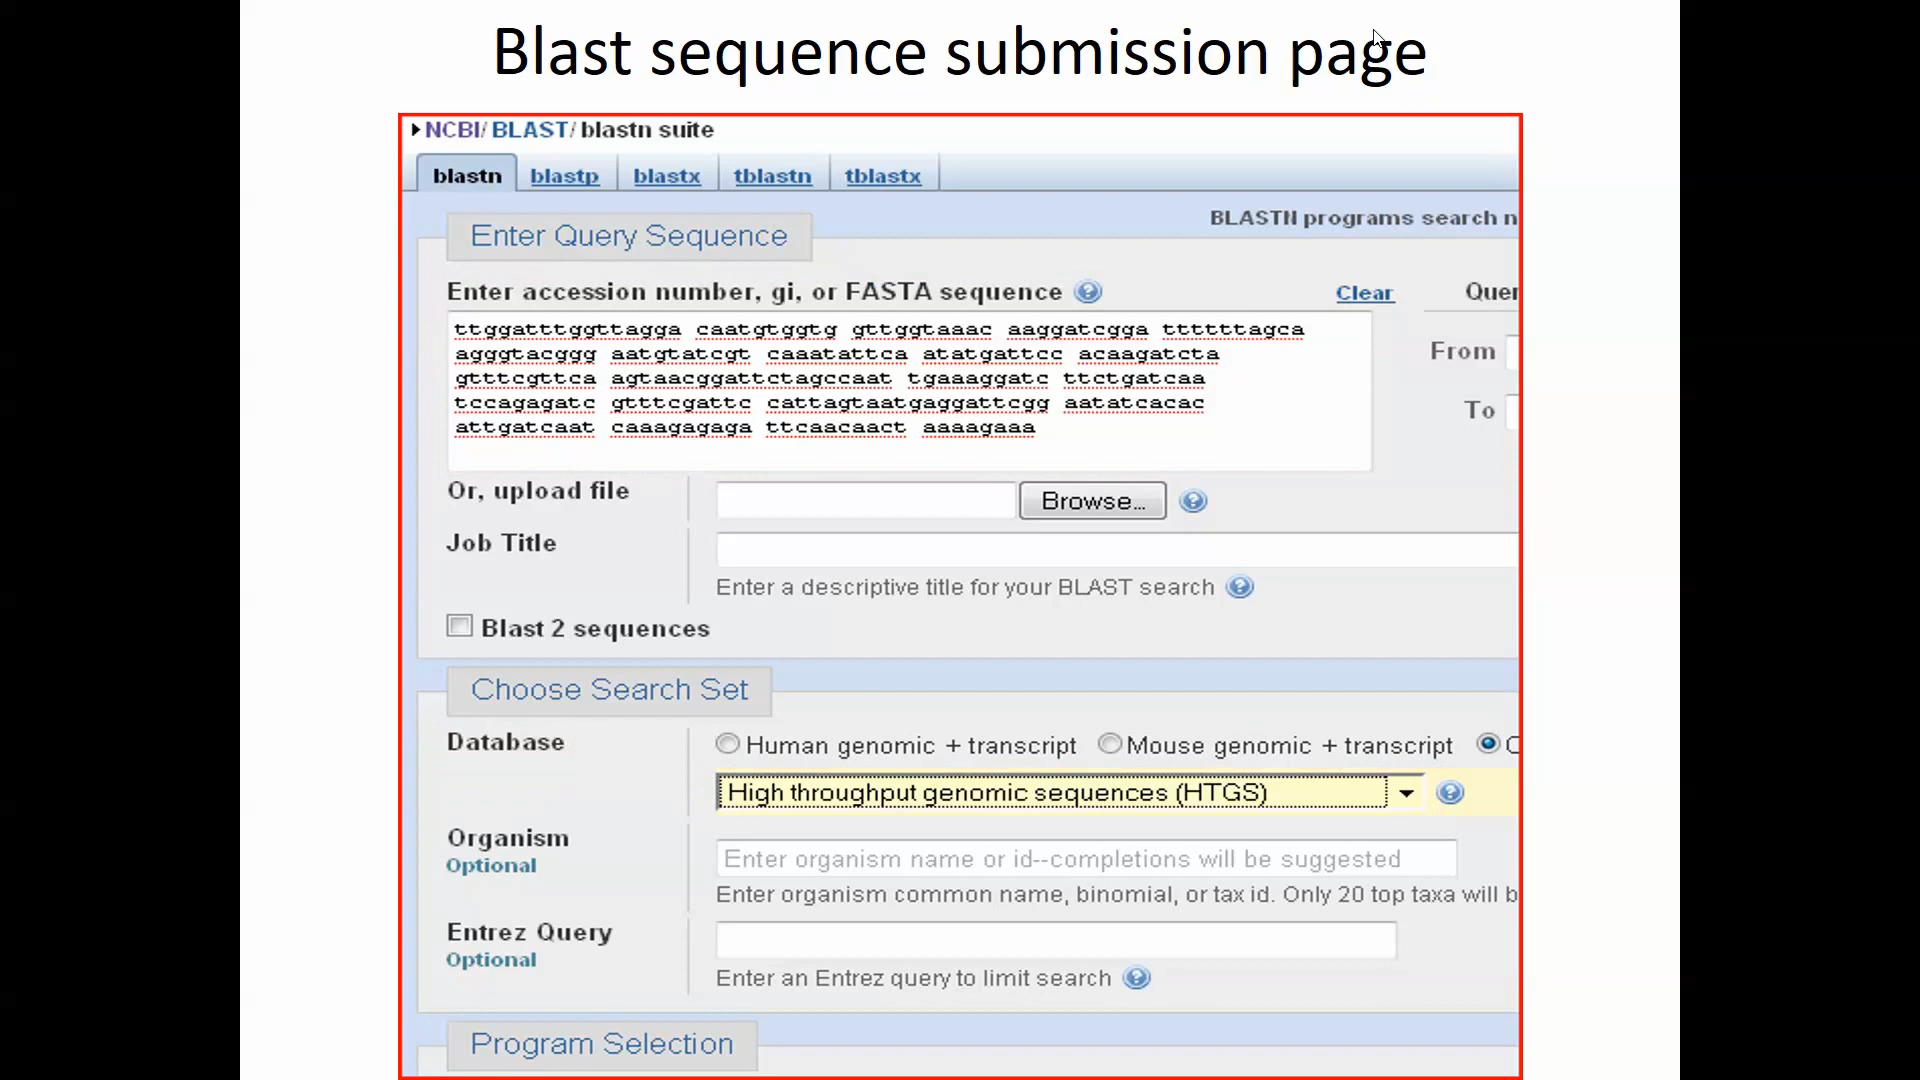 Blast sequence submission page
NCBI/ BLAST/ blastn suite
blastn blastp blastx tblastn tblastx
BLASTN programs search n
Enter Query Sequence
Enter accession number, gi, or FASTA sequence Clear Quer
ttggatttggttagga caatgtggtg gttggtaaac aaggatcgga ttttttagca
agggtacggg aatgtatcgt caaatattca atatgattcc acaagatcta
gtttcgttca agtaacggattctagccaat tgaaaggatc ttctgatcaa
tccagagatc gtttcgattc cattagtaatgaggattcgg aatatcacac
attgatcaat caaagagaga ttcaacaact aaaagaaa
From
To
Or, upload file Browse...
Job Title
Enter a descriptive title for your BLAST search
Blast 2 sequences
Choose Search Set
Database Human genomic + transcript Mouse genomic + transcript
High throughput genomic sequences (HTGS)
Organism
Optional
Enter organism name or id--completions will be suggested
Enter organism common name, binomial, or tax id. Only 20 top taxa will b
Entrez Query
Optional
Enter an Entrez query to limit search
Program Selection